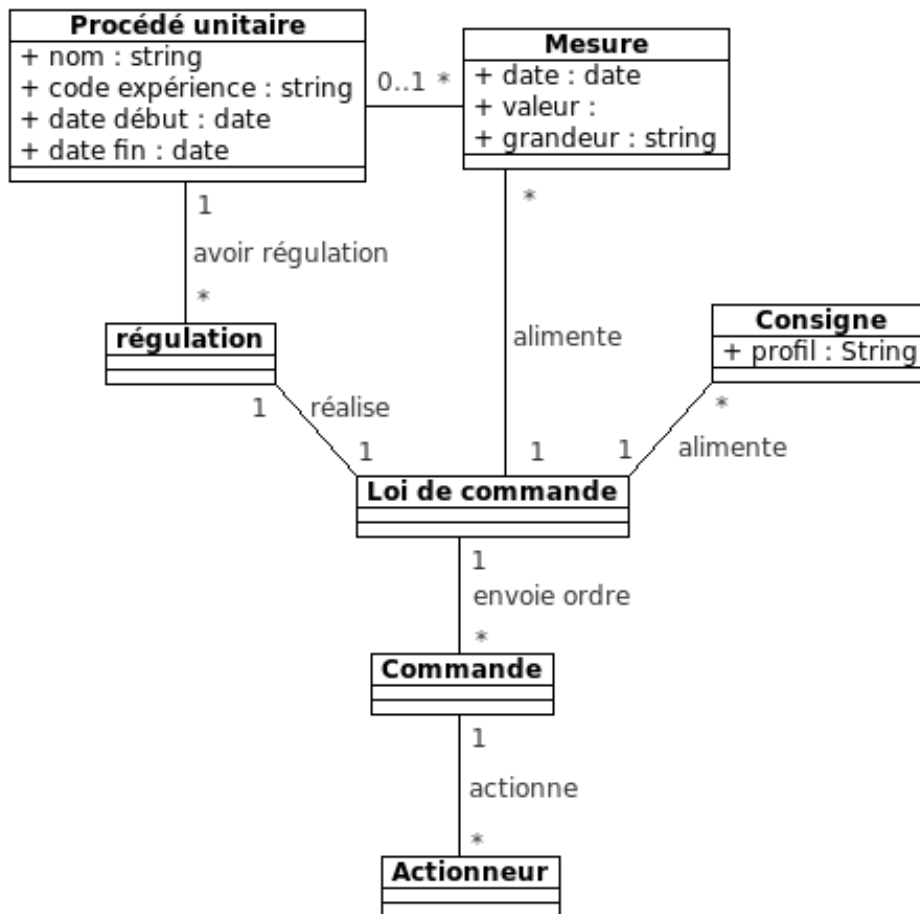 Procédé unitaire
+ nom : string
+ code expérience : string
+ date début : date
+ date fin : date
0..1 *
Mesure
+ date : date
+ valeur :
+ grandeur : string
1
avoir régulation
*
*
régulation
alimente
Consigne
+ profil : String
1
réalise
1
1
1
*
alimente
Loi de commande
1
envoie ordre
*
Commande
1
actionne
*
Actionneur